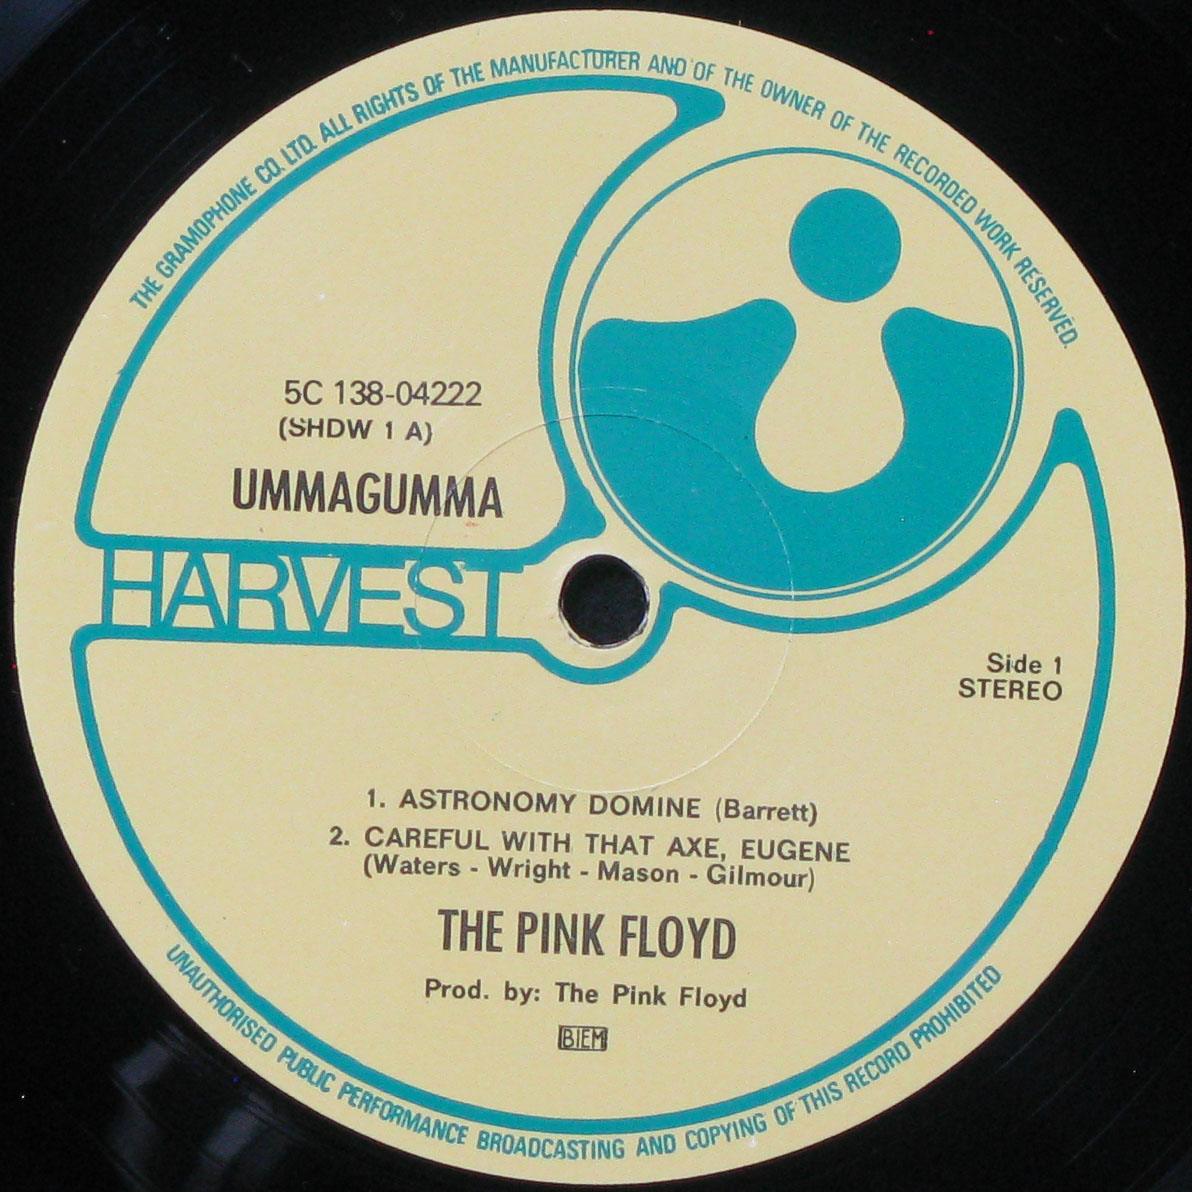 THE GRAMOPHONE CO. LTD. ALL RIGHTS OF THE MANUFACTURER AND OF THE OWNER OF THE RECORDED WORK RESERVED.
5C 138-04222
(SHDW 1 A)
UMMAGUMMA
HARVEST
Side 1
STEREO
1. ASTRONOMY DOMINE (Barrett)
2. CAREFUL WITH THAT AXE, EUGENE
(Waters - Wright - Mason - Gilmour)
THE PINK FLOYD
Prod. by: The Pink Floyd
BIEM
UNAUTHORISED PUBLIC PERFORMANCE BROADCASTING AND COPYING OF THIS RECORD PROHIBITED